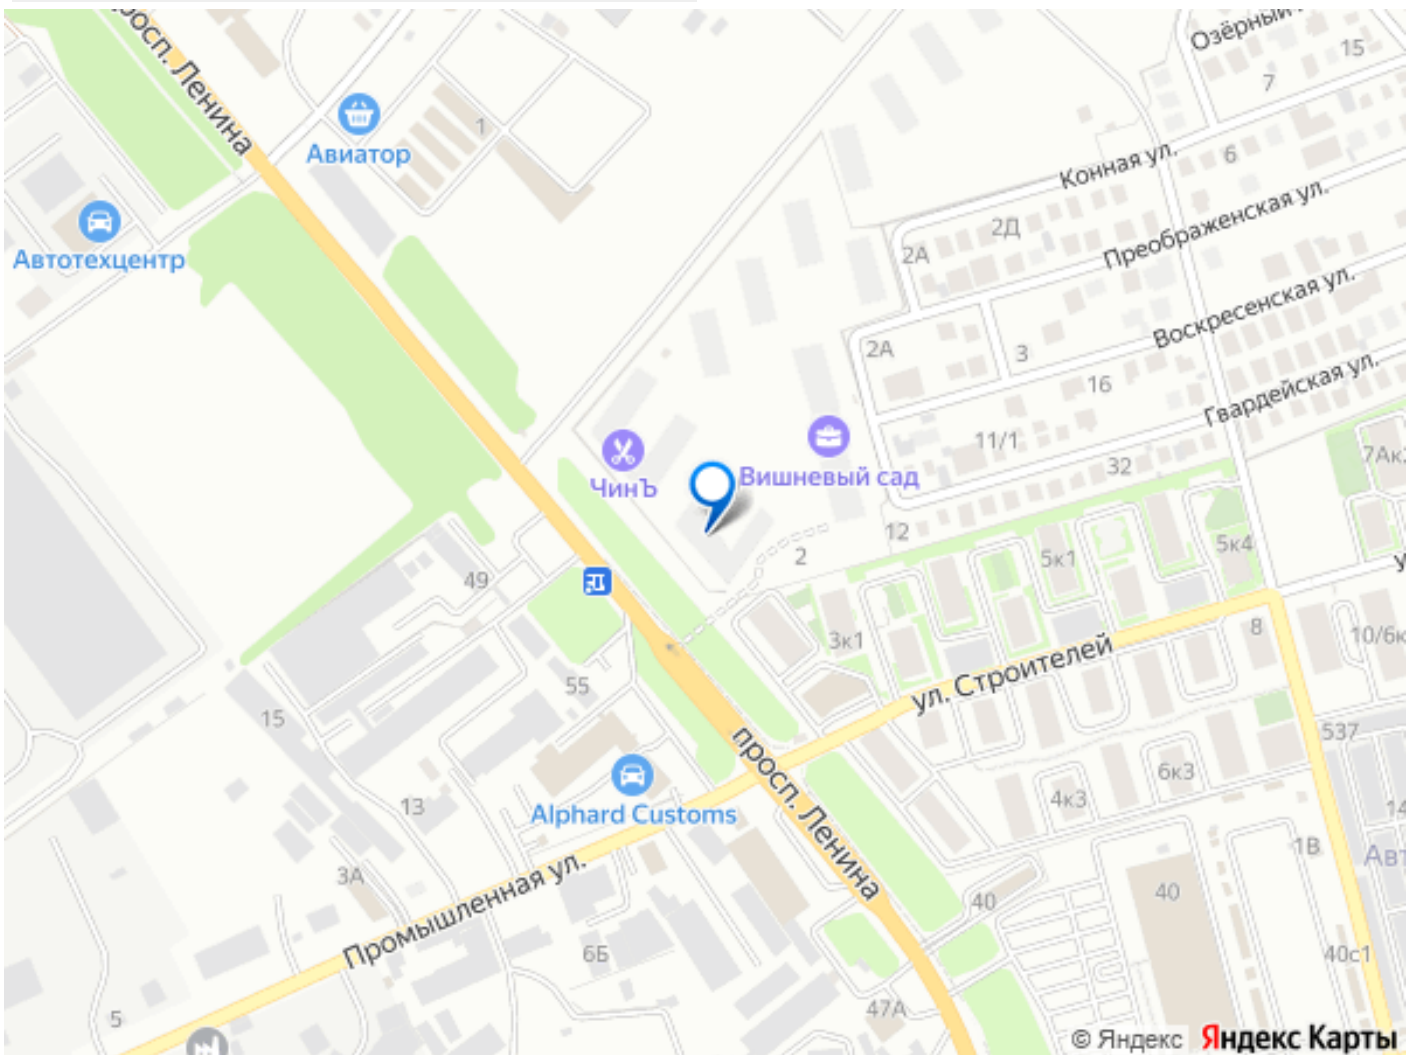 просп. Ленина
Озёрный
15
7
1
Авиатор
Конная ул.
6
2Д
Преображенская ул.
2А
Автотехцентр
Воскресенская ул.
2А
3
16
Гвардейская ул.
11/1
ЧинЪ
Вишневый сад
32
7Ак2
12
2
5к1
5к4
49
3к1
8
10/6к
ул. Строителей
55
15
просп. Ленина
537
6к3
4к3
13
Alphard Customs
14
1В
Авт
3А
Промышленная ул.
40
40
6Б
40с1
47А
5
© Яндекс Яндекс Карты